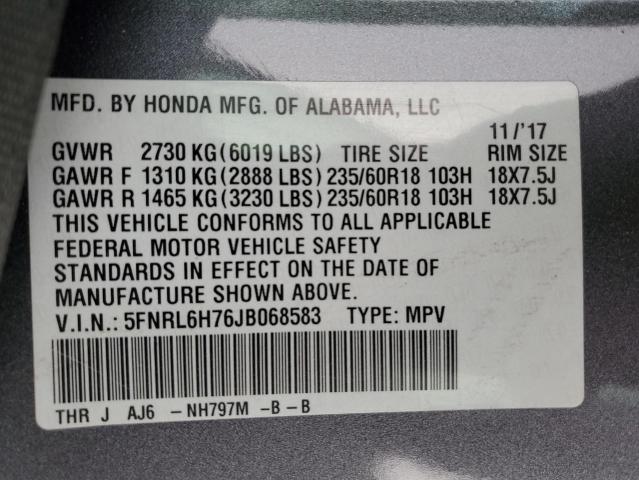 MFD. BY HONDA MFG. OF ALABAMA, LLC
11/'17
GVWR 2730 KG(6019 LBS) TIRE SIZE RIM SIZE
GAWR F 1310 KG(2888 LBS) 235/60R18 103H 18X7.5J
GAWR R 1465 KG(3230 LBS) 235/60R18 103H 18X7.5J
THIS VEHICLE CONFORMS TO ALL APPLICABLE
FEDERAL MOTOR VEHICLE SAFETY
STANDARDS IN EFFECT ON THE DATE OF
MANUFACTURE SHOWN ABOVE.
V.I.N.: 5FNRL6H76JB068583 TYPE: MPV
THR J AJ6 -NH797M -B-B